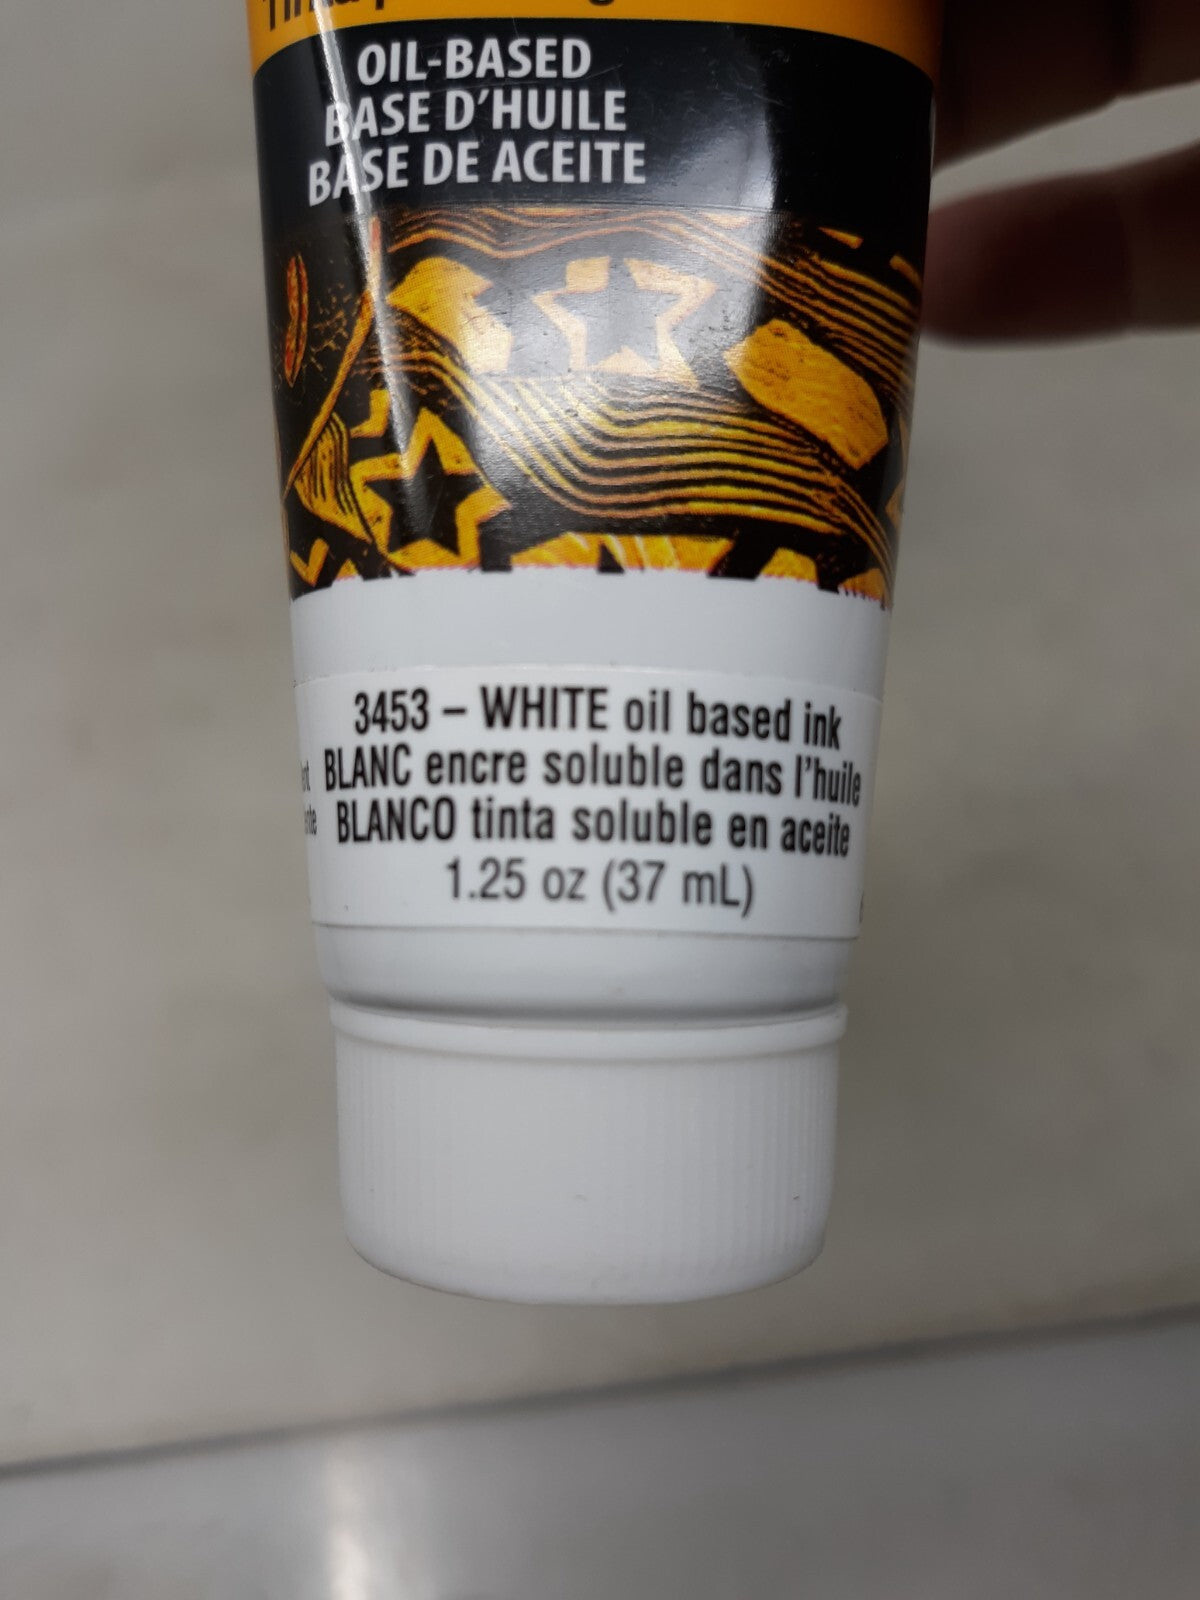 OIL-BASED
BASE D'HUILE
BASE DE ACEITE
3453 – WHITE oil based ink
BLANC encre soluble dans l'huile
BLANCO tinta soluble en aceite
1.25 oz (37 mL)